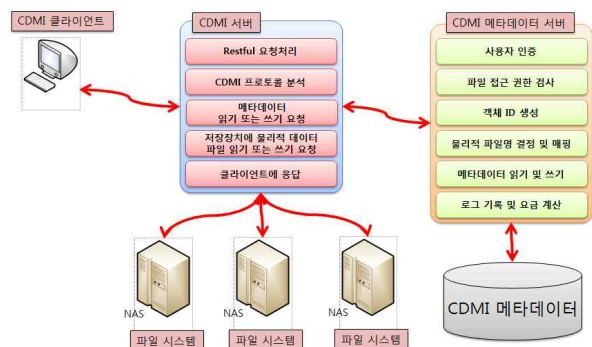 CDMI 클라이언트
CDMI 서버
Restful 요청처리
CDMI 프로토콜 분석
메타데이터
읽기 또는 쓰기 요청
저장장치에 물리적 데이터
파일 읽기 또는 쓰기 요청
클라이언트에 응답
CDMI 메타데이터 서버
사용자 인증
파일 접근 권한 검사
객체 ID 생성
물리적 파일명 결정 및 매핑
메타데이터 읽기 및 쓰기
로그 기록 및 요금 계산
NAS
파일 시스템
NAS
파일 시스템
NAS
파일 시스템
CDMI 메타데이터